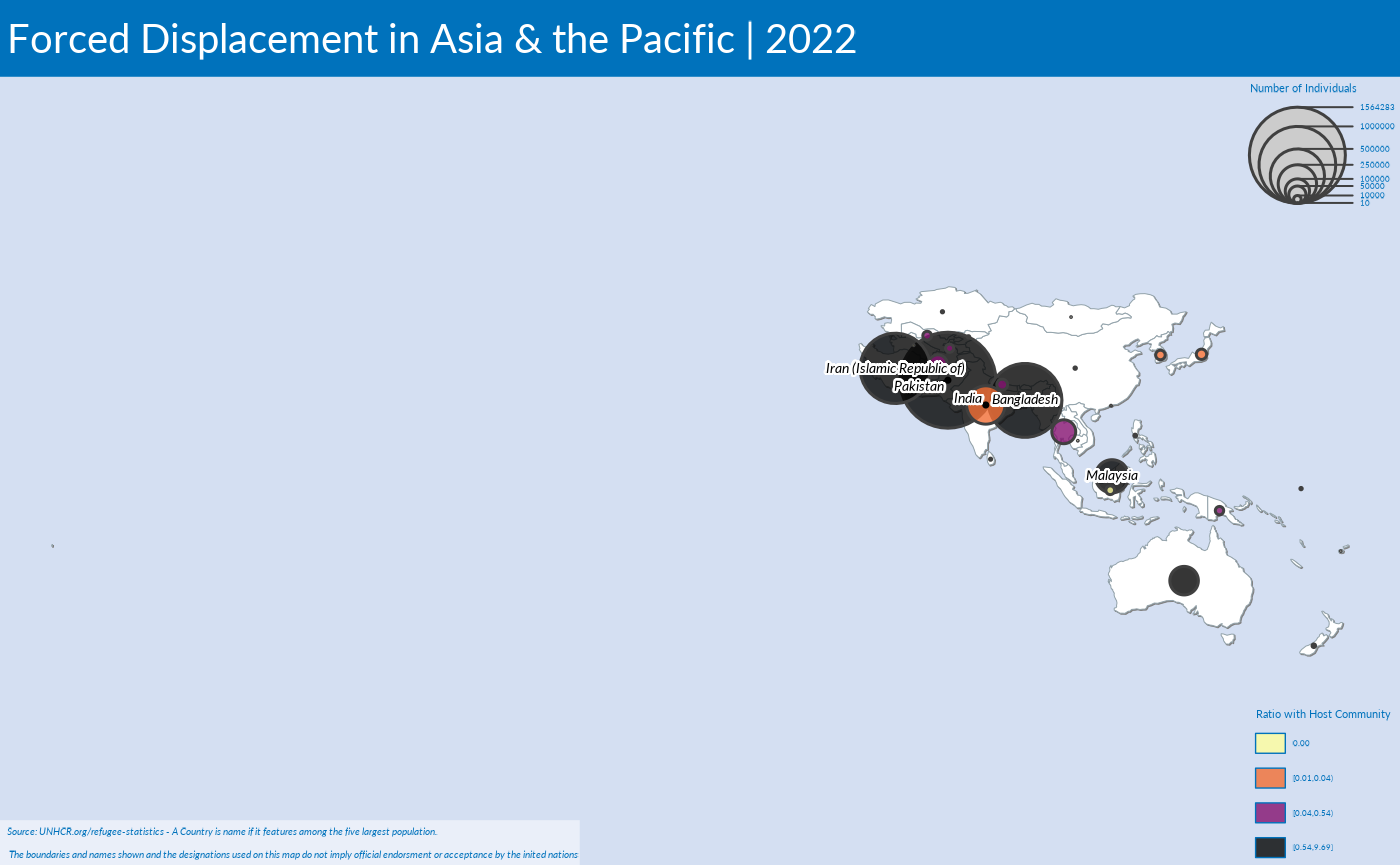 Forced Displacement in Asia & the Pacific | 2022
Number of Individuals
1564283
1000000
500000
250000
100000
50000
10000
10
Iran (Islamic Republic of)
Pakistan
India
Bangladesh
Malaysia
Ratio with Host Community
0.00
[0.01,0.04)
[0.04,0.54)
[0.54,9.69]
Source: UNHCR.org/refugee-statistics - A Country is name if it features among the five largest population.
The boundaries and names shown and the designations used on this map do not imply official endorsment or acceptance by the inited nations